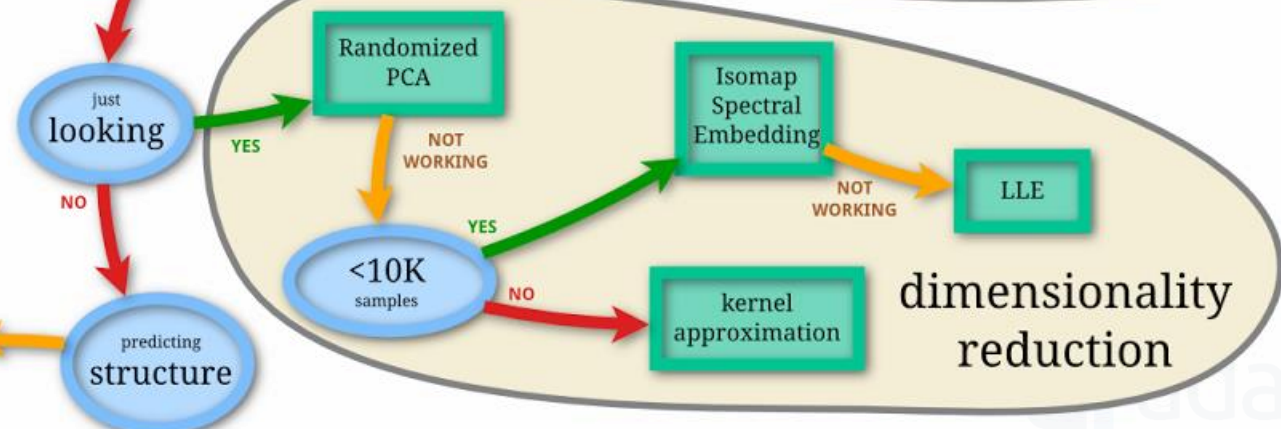 just
looking
YES
NO
predicting
structure
Randomized
PCA
NOT
WORKING
<10K
samples
YES
NO
Isomap
Spectral
Embedding
NOT
WORKING
LLE
kernel
approximation
dimensionality
reduction